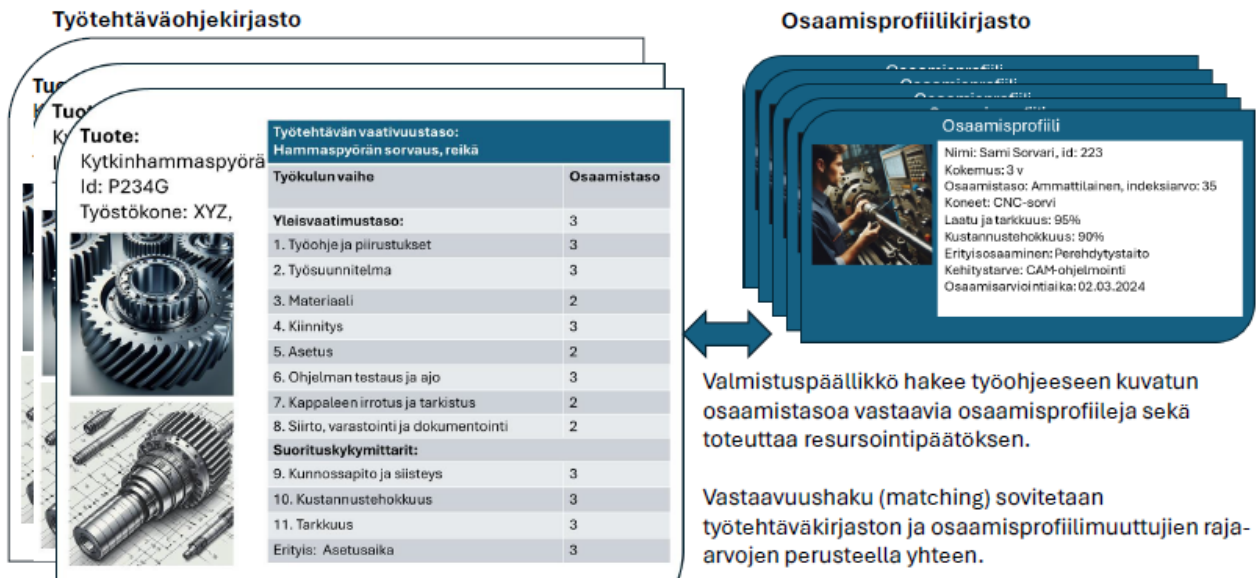 Työtehtäväohjekirjasto
Osaamisprofiilikirjasto
Tuote:
Kytkinhammaspyörä
Id: P234G
Työstökone: XYZ,
Työtehtävän vaativuustaso:
Hammaspyörän sorvaus, reikä
Työkulun vaihe Osaamistaso
Yleisvaatimustaso: 3
1. Työohje ja piirustukset 3
2. Työsuunnitelma 3
3. Materiaali 2
4. Kiinnitys 3
5. Asetus 2
6. Ohjelman testaus ja ajo 3
7. Kappaleen irrotus ja tarkistus 2
8. Siirto, varastointi ja dokumentointi 2
Suorituskykymittarit:
9. Kunnossapito ja siisteys 3
10. Kustannustehokkuus 3
11. Tarkkuus 3
Erityis: Asetusaika 3
Osaamisprofiili
Nimi: Sami Sorvari, id: 223
Kokemus: 3 v
Osaamistaso: Ammattilainen, indeksiarvo: 35
Koneet: CNC-sorvi
Laatu ja tarkkuus: 95%
Kustannustehokkuus: 90%
Erityisosaaminen: Perehdytystaito
Kehitystarve: CAM-ohjelmointi
Osaamisarviointiaika: 02.03.2024
Valmistuspäällikkö hakee työohjeeseen kuvatun
osaamistasoa vastaavia osaamisprofiileja sekä
toteuttaa resursointipäätöksen.
Vastaavuushaku (matching) sovitetaan
työtehtäväkirjaston ja osaamisprofiilimuuttujien raja-
arvojen perusteella yhteen.